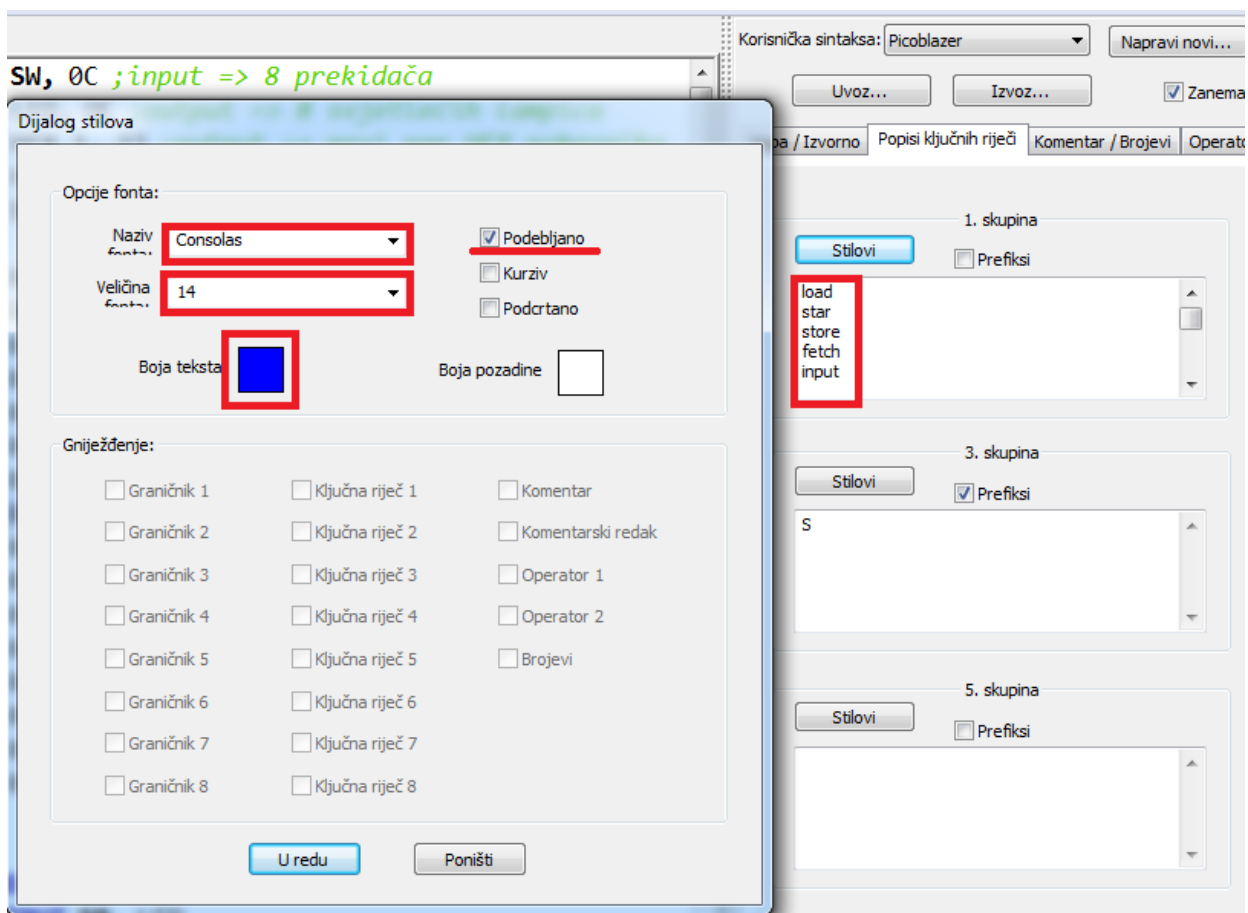 SW, 0C ;input => 8 prekidača
Dijalog stilova
Opcije fonta:
Naziv fonta:
Consolas
Podebljano
Kurziv
Veličina fonta:
14
Podcrtano
Boja teksta
Boja pozadine
Gniježđenje:
Graničnik 1
Ključna riječ 1
Komentar
Graničnik 2
Ključna riječ 2
Komentarski redak
Graničnik 3
Ključna riječ 3
Operator 1
Graničnik 4
Ključna riječ 4
Operator 2
Graničnik 5
Ključna riječ 5
Brojevi
Graničnik 6
Ključna riječ 6
Graničnik 7
Ključna riječ 7
Graničnik 8
Ključna riječ 8
U redu
Poništi
Korisnička sintaksa:
Picoblazer
Napravi novi...
Uvoz...
Izvoz...
Zanema
pa / Izvorno
Popisi ključnih riječi
Komentar / Brojevi
Operato
1. skupina
Stilovi
Prefiksi
load
star
store
fetch
input
3. skupina
Stilovi
Prefiksi
S
5. skupina
Stilovi
Prefiksi